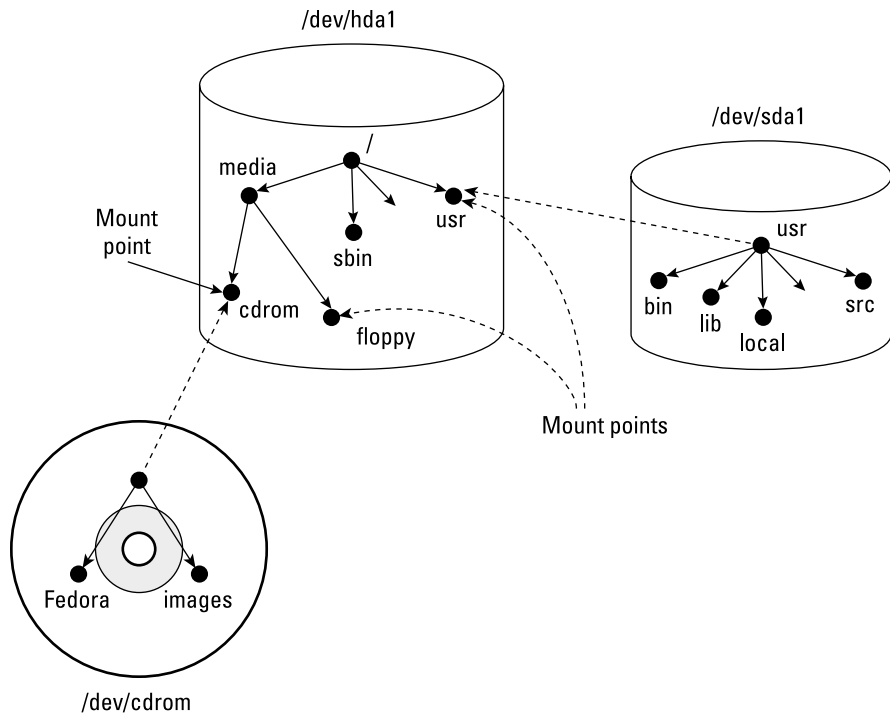 /dev/hda1
/dev/sda1
/
media
usr
sbin
Mount
point
cdrom
floppy
usr
bin
lib
local
src
Mount points
Fedora
images
/dev/cdrom